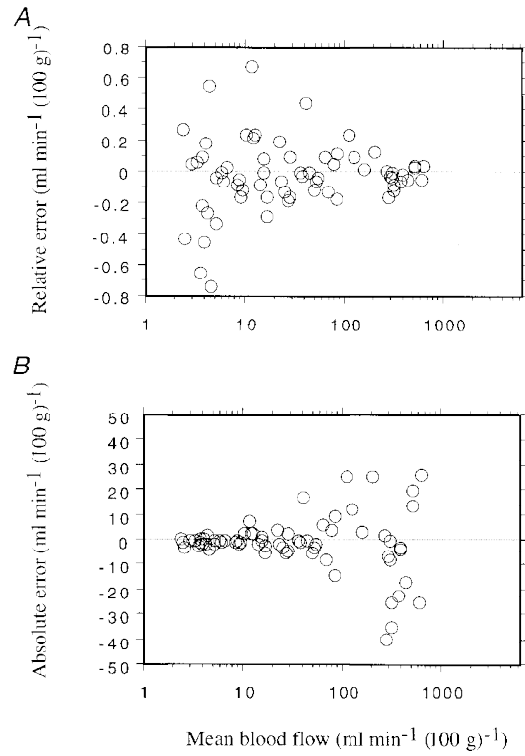 A
Relative error (ml min⁻¹ (100 g)⁻¹)
0.8
0.6
0.4
0.2
0
-0.2
-0.4
-0.6
-0.8
1 10 100 1000
B
Absolute error (ml min⁻¹ (100 g)⁻¹)
50
40
30
20
10
0
-10
-20
-30
-40
-50
1 10 100 1000
Mean blood flow (ml min⁻¹ (100 g)⁻¹)